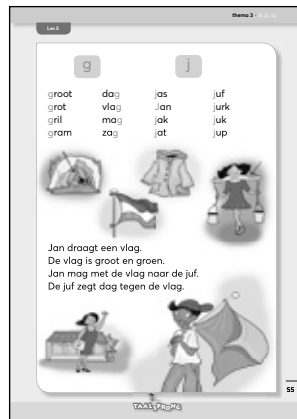 thema 3
Les 5
g j
groot dag jas juf
grot vlag Jan jurk
gril mag jak juk
gram zag jat jup
Jan draagt een vlag.
De vlag is groot en groen.
Jan mag met de vlag naar de juf.
De juf zegt dag tegen de vlag.
55
TAALSPRONG